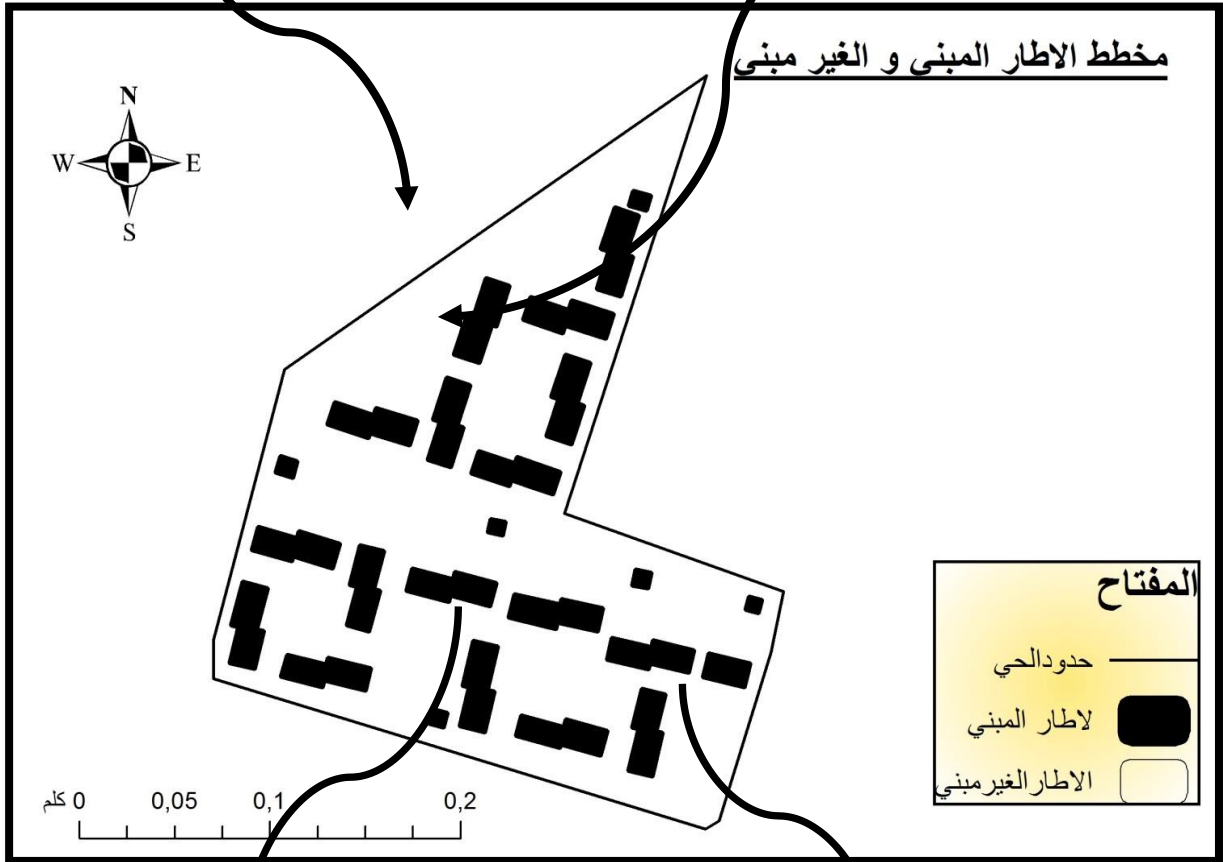 مخطط الاطار المبني و الغير مبني
N
W E
S
المفتاح
حدودالحي
لاطار المبني
الاطارالغيرمبني
0 0,05 0,1 0,2 كلم